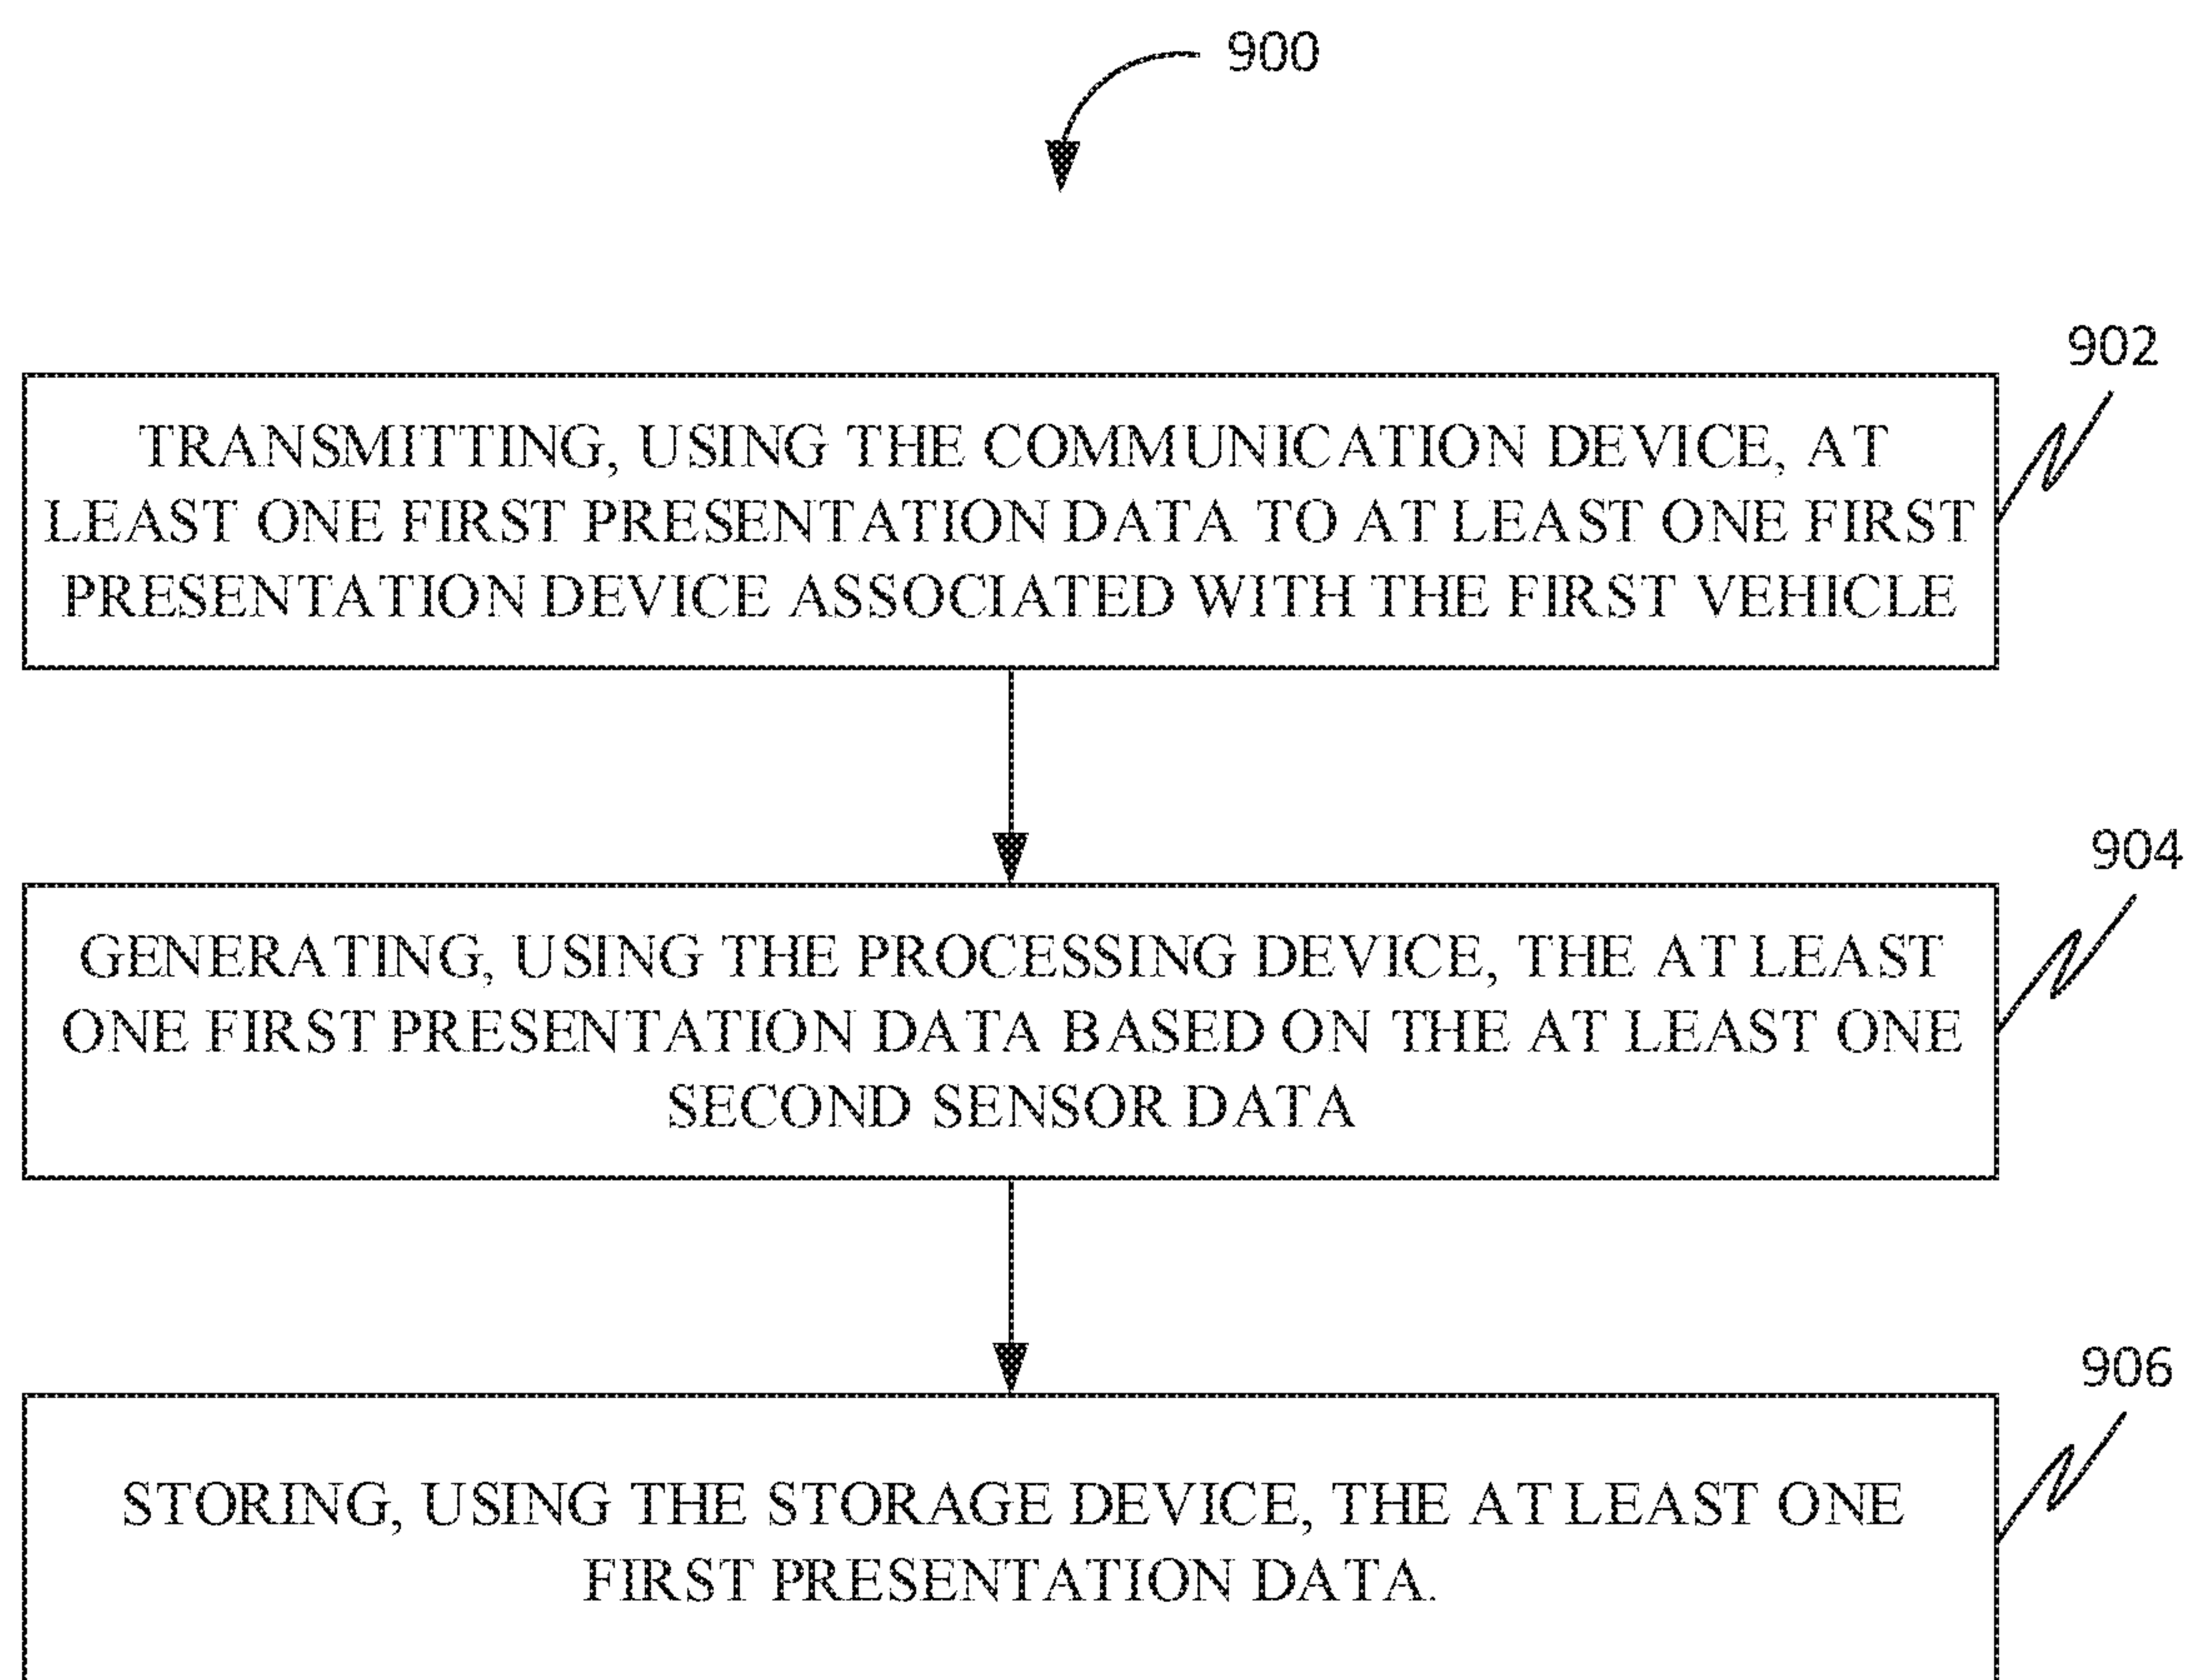 900
902
TRANSMITTING, USING THE COMMUNICATION DEVICE, AT
LEAST ONE FIRST PRESENTATION DATA TO AT LEAST ONE FIRST
PRESENTATION DEVICE ASSOCIATED WITH THE FIRST VEHICLE
904
GENERATING, USING THE PROCESSING DEVICE, THE AT LEAST
ONE FIRST PRESENTATION DATA BASED ON THE AT LEAST ONE
SECOND SENSOR DATA
906
STORING, USING THE STORAGE DEVICE, THE AT LEAST ONE
FIRST PRESENTATION DATA.